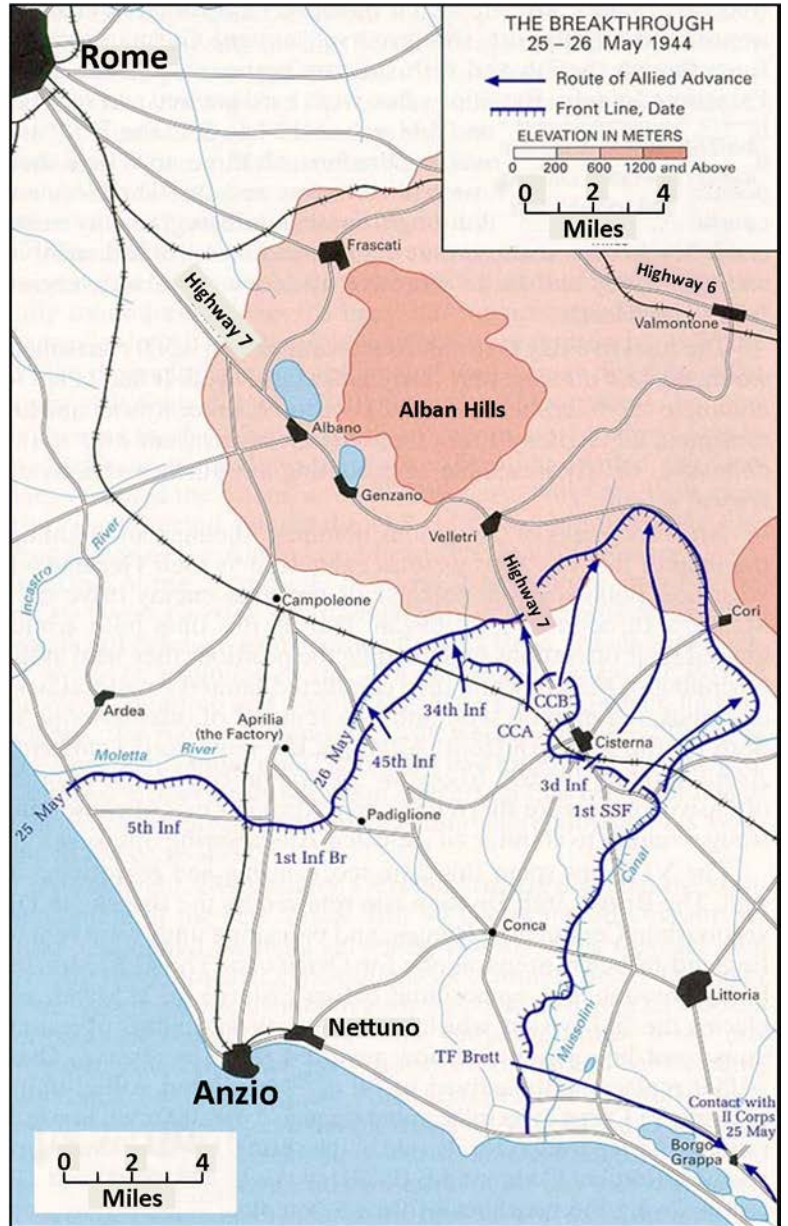 THE BREAKTHROUGH
25 – 26 May 1944
Route of Allied Advance
Front Line, Date
ELEVATION IN METERS
0 200 600 1200 and Above
0 2 4
Miles
Rome
Frascati
Highway 7
Highway 6
Valmontone
Alban Hills
Albano
Genzano
Velletri
Highway 7
Incastro
River
Campoleone
Cori
Ardea
Aprilia
(the Factory)
Moletta River
34th Inf
CCB
CCA
Cisterna
26 May
45th Inf
3d Inf
1st SSF
25 May
5th Inf
Padiglione
1st Inf Br
Canal
Conca
Littoria
Mussolini
Nettuno
Anzio
TF Brett
Contact with
II Corps
25 May
Borgo
Grappa
0 2 4
Miles